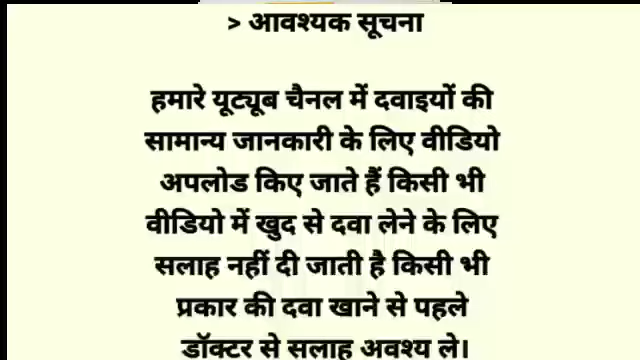 > आवश्यक सूचना
हमारे यूट्यूब चैनल में दवाइयों की
सामान्य जानकारी के लिए वीडियो
अपलोड किए जाते हैं किसी भी
वीडियो में खुद से दवा लेने के लिए
सलाह नहीं दी जाती है किसी भी
प्रकार की दवा खाने से पहले
डॉक्टर से सलाह अवश्य ले।